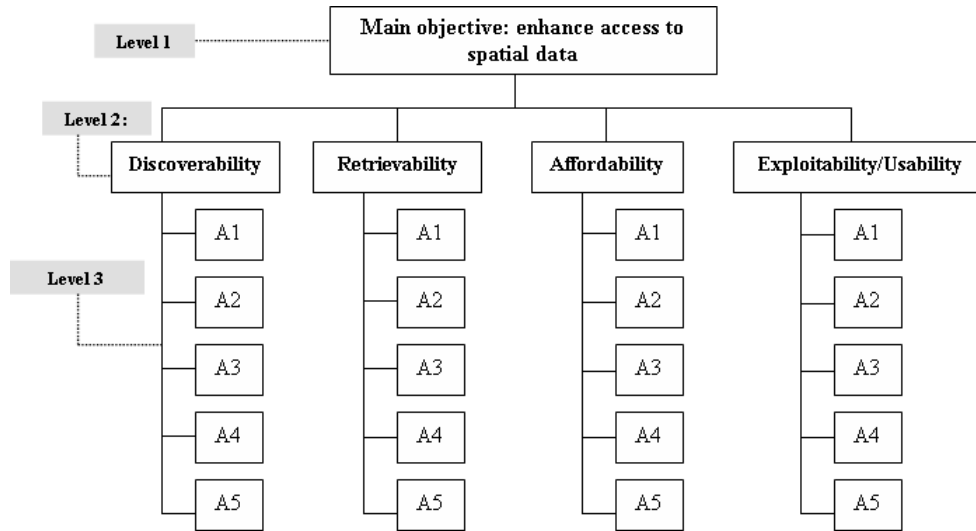 Level 1
Main objective: enhance access to
spatial data
Level 2:
Discoverability
Retrievability
Affordability
Exploitability/Usability
A1
A1
A1
A1
Level 3
A2
A2
A2
A2
A3
A3
A3
A3
A4
A4
A4
A4
A5
A5
A5
A5